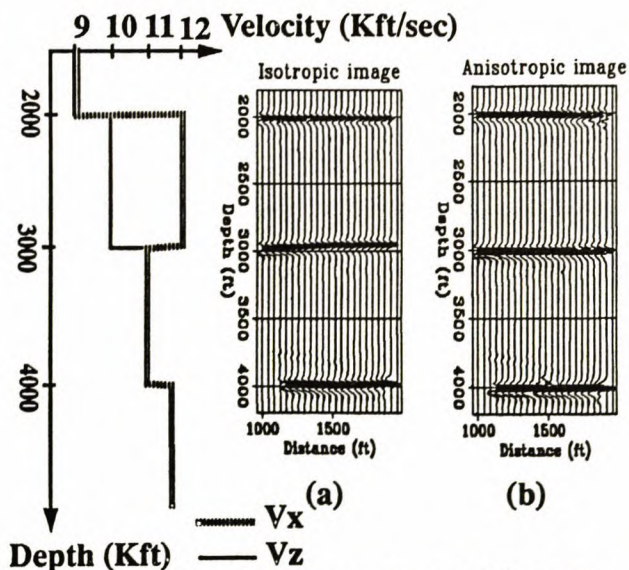 9 10 11 12 Velocity (Kft/sec)
2000
3000
4000
Depth (Kft)
Isotropic image
2000
2500
3000
3500
4000
Depth (ft)
1000 1500
Distance (ft)
(a)
Anisotropic image
2000
2500
3000
3500
4000
Depth (ft)
1000 1500
Distance (ft)
(b)
Vx
Vz